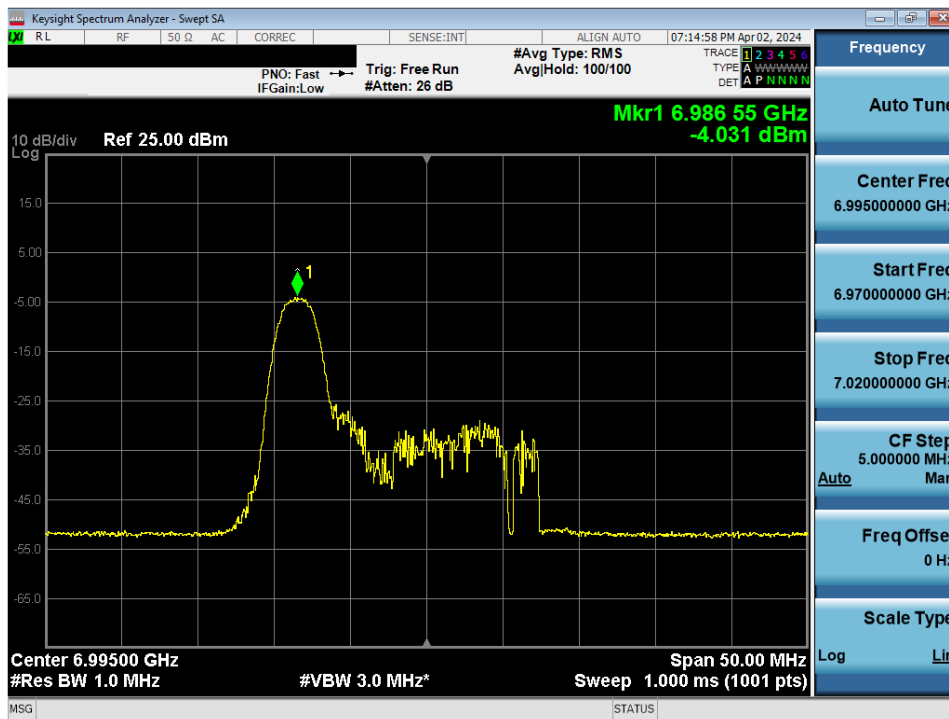 Keysight Spectrum Analyzer - Swept SA
LXI RL RF 50 Ω AC CORREC SENSE:INT ALIGN AUTO 07:14:58 PM Apr 02, 2024
PNO: Fast
IFGain:Low
Trig: Free Run
#Atten: 26 dB
#Avg Type: RMS
Avg|Hold: 100/100
TRACE 1 2 3 4 5 6
TYPE A WWWWW
DET A P N N N N
Mkr1 6.986 55 GHz
-4.031 dBm
10 dB/div Ref 25.00 dBm
Log
15.0
5.00
-5.00
-15.0
-25.0
-35.0
-45.0
-55.0
-65.0
1
Center 6.99500 GHz Span 50.00 MHz
#Res BW 1.0 MHz #VBW 3.0 MHz* Sweep 1.000 ms (1001 pts)
MSG STATUS
Frequency
Auto Tune
Center Freq
6.995000000 GHz
Start Freq
6.970000000 GHz
Stop Freq
7.020000000 GHz
CF Step
5.000000 MHz
Auto Man
Freq Offset
0 Hz
Scale Type
Log Lin